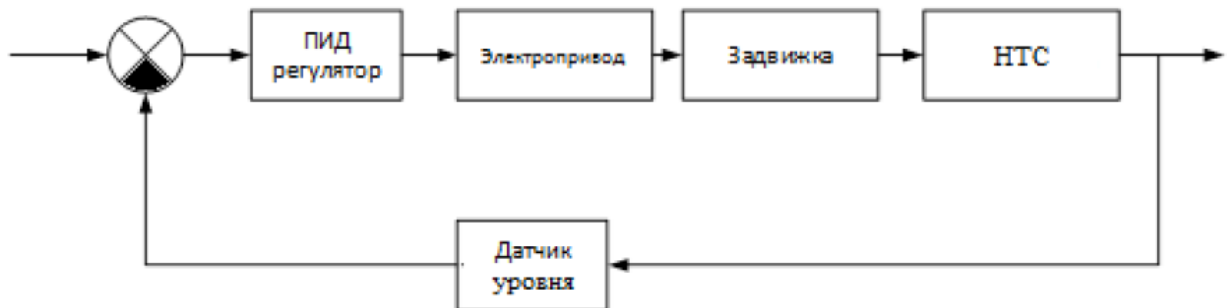 ПИД
регулятор
Электропривод
Задвижка
НТС
Датчик
уровня